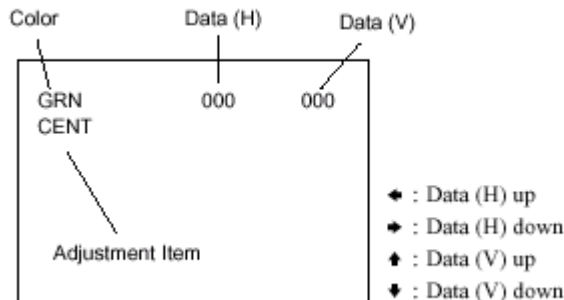 Color Data (H) Data (V)
GRN 000 000
CENT
Adjustment Item
← : Data (H) up
→ : Data (H) down
↑ : Data (V) up
↓ : Data (V) down